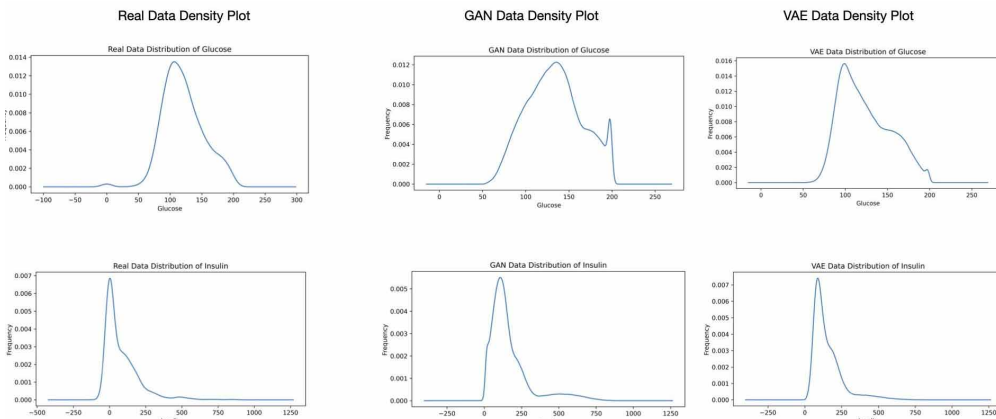 Real Data Density Plot
GAN Data Density Plot
VAE Data Density Plot
Real Data Distribution of Glucose
0.014
0.012
0.010
0.008
0.006
0.004
0.002
0.000
−100 −50 0 50 100 150 200 250 300
Glucose
GAN Data Distribution of Glucose
Frequency
0.012
0.010
0.008
0.006
0.004
0.002
0.000
0 50 100 150 200 250
Glucose
VAE Data Distribution of Glucose
Frequency
0.016
0.014
0.012
0.010
0.008
0.006
0.004
0.002
0.000
0 50 100 150 200 250
Glucose
Real Data Distribution of Insulin
Frequency
0.007
0.006
0.005
0.004
0.003
0.002
0.001
0.000
−500 −250 0 250 500 750 1000 1250
GAN Data Distribution of Insulin
Frequency
0.005
0.004
0.003
0.002
0.001
0.000
−250 0 250 500 750 1000 1250
VAE Data Distribution of Insulin
Frequency
0.007
0.006
0.005
0.004
0.003
0.002
0.001
0.000
−250 0 250 500 750 1000 1250